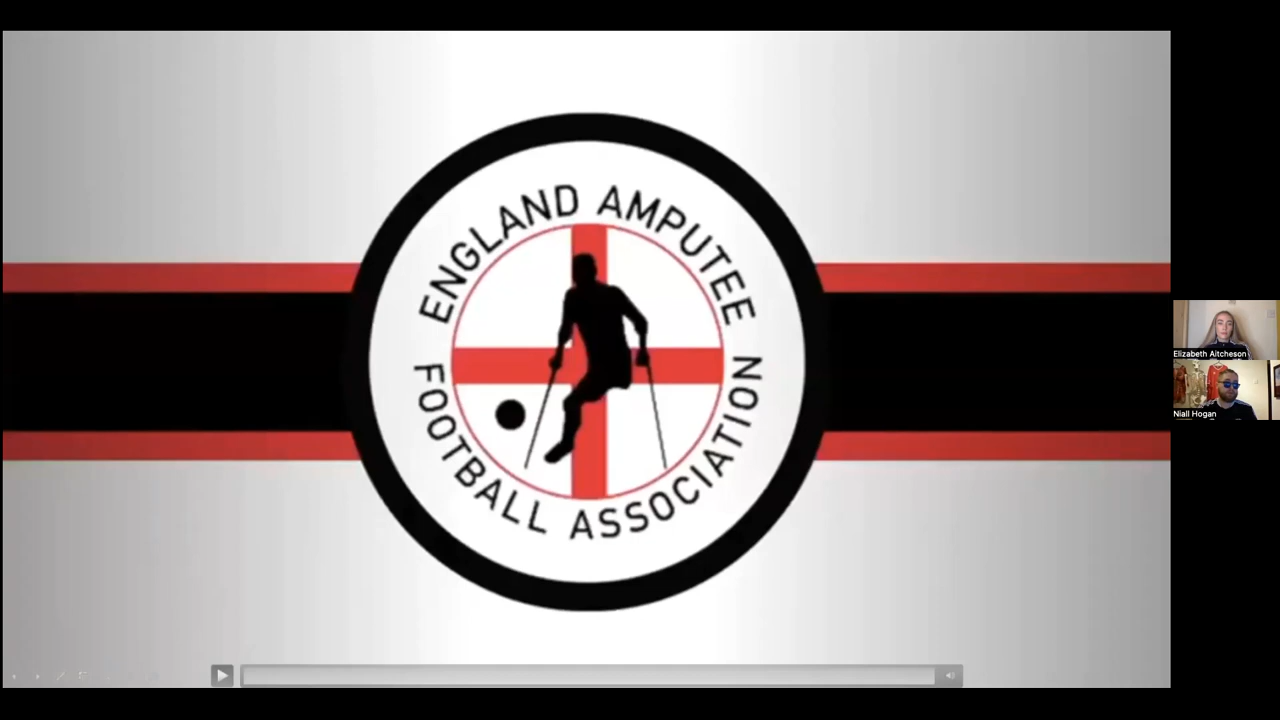 ENGLAND AMPUTEE
FOOTBALL ASSOCIATION
Elizabeth Aitcheson
Niall Hogan